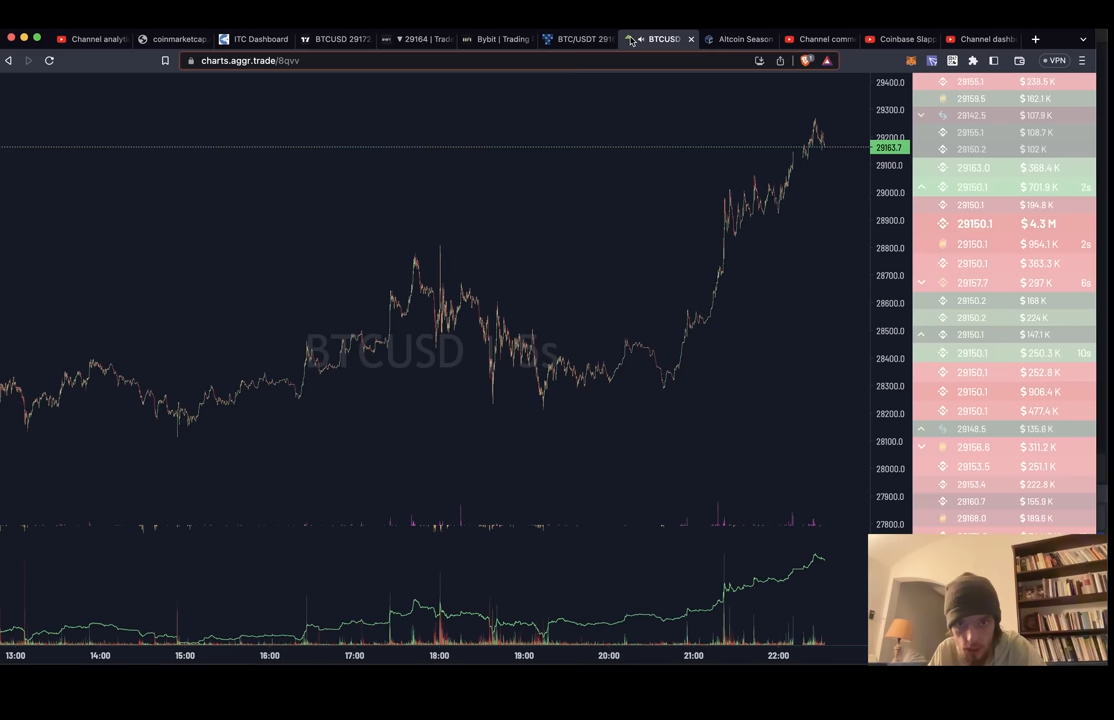 Channel analyt
coinmarketcap.
ITC Dashboard
BTCUSD 29172
▼ 29164 | Trad
Bybit | Trading
BTC/USDT 2916
BTCUSD
Altcoin Season
Channel comm
Coinbase Slapp
Channel dashb
charts.aggr.trade/8qvv
VPN
29400.0
29300.0
29200.0
29163.7
29100.0
29000.0
28900.0
28800.0
28700.0
28600.0
28500.0
28400.0
28300.0
28200.0
28100.0
28000.0
27900.0
27800.0
BTCUSD 5s
13:00 14:00 15:00 16:00 17:00 18:00 19:00 20:00 21:00 22:00
29155.1 $238.5 K
29159.5 $162.1 K
29142.5 $107.9 K
29155.1 $108.7 K
29150.2 $102 K
29163.0 $368.4 K
29150.1 $701.9 K 2s
29150.1 $194.8 K
29150.1 $4.3 M
29150.1 $954.1 K 2s
29150.1 $363.3 K
29157.7 $297 K 6s
29150.2 $168 K
29150.2 $224 K
29150.1 $147.1 K
29150.1 $250.3 K 10s
29150.1 $252.8 K
29150.1 $906.4 K
29150.1 $477.4 K
29148.5 $135.6 K
29156.6 $311.2 K
29153.5 $251.1 K
29153.4 $222.8 K
29160.7 $155.9 K
29168.0 $189.6 K